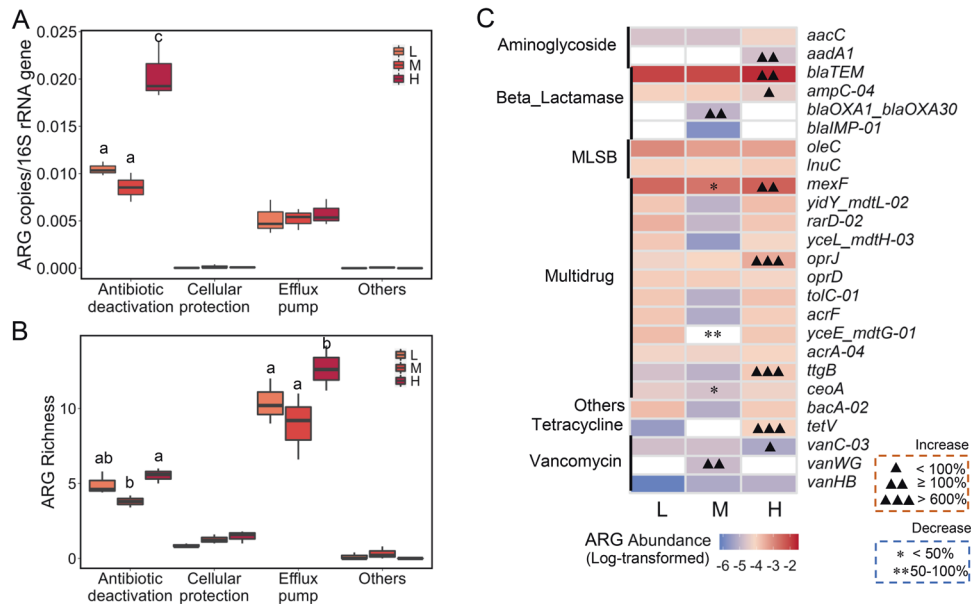 A
ARG copies/16S rRNA gene
0.025
0.020
0.015
0.010
0.005
0.000
a
a
c
L
M
H
Antibiotic
deactivation
Cellular
protection
Efflux
pump
Others
B
ARG Richness
10
5
0
ab
b
a
a
a
b
L
M
H
Antibiotic
deactivation
Cellular
protection
Efflux
pump
Others
C
Aminoglycoside
Beta_Lactamase
MLSB
Multidrug
Others
Tetracycline
Vancomycin
aacC
aadA1
blaTEM
ampC-04
blaOXA1_blaOXA30
blaIMP-01
oleC
lnuC
* mexF
yidY_mdtL-02
rarD-02
yceL_mdtH-03
oprJ
oprD
tolC-01
acrF
** yceE_mdtG-01
acrA-04
ttgB
* ceoA
bacA-02
tetV
vanC-03
vanWG
vanHB
L M H
ARG Abundance
(Log-transformed)
-6 -5 -4 -3 -2
Increase
▲ < 100%
▲▲ ≥ 100%
▲▲▲ > 600%
Decrease
* < 50%
**50-100%